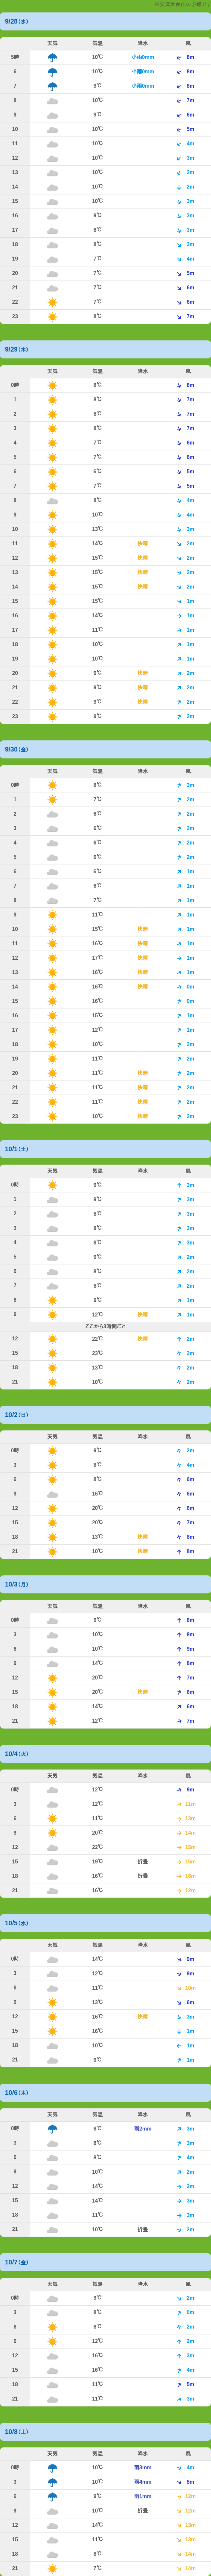 の予報です
9/28(水)
天気 気温 降水 風
5時 10℃ 小雨0mm 8m
6 10℃ 小雨0mm 8m
7 9℃ 小雨0mm 8m
8 10℃ 7m
9 9℃ 6m
10 10℃ 5m
11 10℃ 4m
12 10℃ 3m
13 10℃ 2m
14 10℃ 2m
15 10℃ 3m
16 9℃ 3m
17 8℃ 3m
18 8℃ 3m
19 7℃ 4m
20 7℃ 5m
21 7℃ 6m
22 7℃ 6m
23 8℃ 7m
9/29(木)
天気 気温 降水 風
0時 8℃ 8m
1 8℃ 7m
2 8℃ 7m
3 8℃ 7m
4 7℃ 6m
5 7℃ 6m
6 6℃ 5m
7 7℃ 5m
8 8℃ 4m
9 10℃ 4m
10 13℃ 3m
11 14℃ 快晴 2m
12 15℃ 快晴 2m
13 15℃ 快晴 2m
14 15℃ 快晴 2m
15 15℃ 1m
16 14℃ 1m
17 11℃ 1m
18 10℃ 1m
19 10℃ 1m
20 9℃ 快晴 2m
21 9℃ 快晴 2m
22 9℃ 快晴 2m
23 9℃ 2m
9/30(金)
天気 気温 降水 風
0時 8℃ 3m
1 7℃ 2m
2 6℃ 2m
3 6℃ 2m
4 6℃ 2m
5 6℃ 2m
6 6℃ 1m
7 6℃ 1m
8 7℃ 1m
9 11℃ 1m
10 15℃ 快晴 1m
11 16℃ 快晴 1m
12 17℃ 快晴 1m
13 16℃ 快晴 1m
14 16℃ 快晴 0m
15 16℃ 0m
16 15℃ 1m
17 12℃ 1m
18 10℃ 2m
19 11℃ 2m
20 11℃ 快晴 2m
21 11℃ 快晴 2m
22 11℃ 快晴 2m
23 10℃ 快晴 2m
10/1(土)
天気 気温 降水 風
0時 9℃ 3m
1 9℃ 3m
2 8℃ 3m
3 8℃ 3m
4 8℃ 3m
5 9℃ 2m
6 8℃ 2m
7 8℃ 2m
8 9℃ 1m
9 12℃ 快晴 1m
ここから3時間ごと
12 22℃ 快晴 2m
15 23℃ 2m
18 13℃ 2m
21 10℃ 2m
10/2(日)
天気 気温 降水 風
0時 9℃ 2m
3 8℃ 4m
6 8℃ 6m
9 16℃ 6m
12 20℃ 6m
15 20℃ 7m
18 13℃ 快晴 8m
21 10℃ 快晴 8m
10/3(月)
天気 気温 降水 風
0時 9℃ 8m
3 10℃ 8m
6 10℃ 9m
9 14℃ 8m
12 20℃ 7m
15 20℃ 快晴 6m
18 14℃ 6m
21 12℃ 7m
10/4(火)
天気 気温 降水 風
0時 12℃ 9m
3 12℃ 11m
6 11℃ 13m
9 20℃ 14m
12 22℃ 15m
15 19℃ 折畳 15m
18 16℃ 折畳 16m
21 16℃ 12m
10/5(水)
天気 気温 降水 風
0時 14℃ 9m
3 12℃ 9m
6 11℃ 10m
9 13℃ 6m
12 16℃ 快晴 3m
15 16℃ 1m
18 10℃ 1m
21 9℃ 1m
10/6(木)
天気 気温 降水 風
0時 8℃ 雨2mm 3m
3 8℃ 3m
6 8℃ 4m
9 10℃ 2m
12 14℃ 2m
15 14℃ 3m
18 11℃ 3m
21 10℃ 折畳 2m
10/7(金)
天気 気温 降水 風
0時 8℃ 2m
3 8℃ 0m
6 8℃ 2m
9 12℃ 2m
12 16℃ 3m
15 16℃ 4m
18 11℃ 5m
21 11℃ 3m
10/8(土)
天気 気温 降水 風
0時 10℃ 雨3mm 4m
3 10℃ 雨4mm 8m
6 9℃ 雨1mm 12m
9 10℃ 折畳 12m
12 14℃ 13m
15 11℃ 13m
18 8℃ 14m
21 7℃ 14m